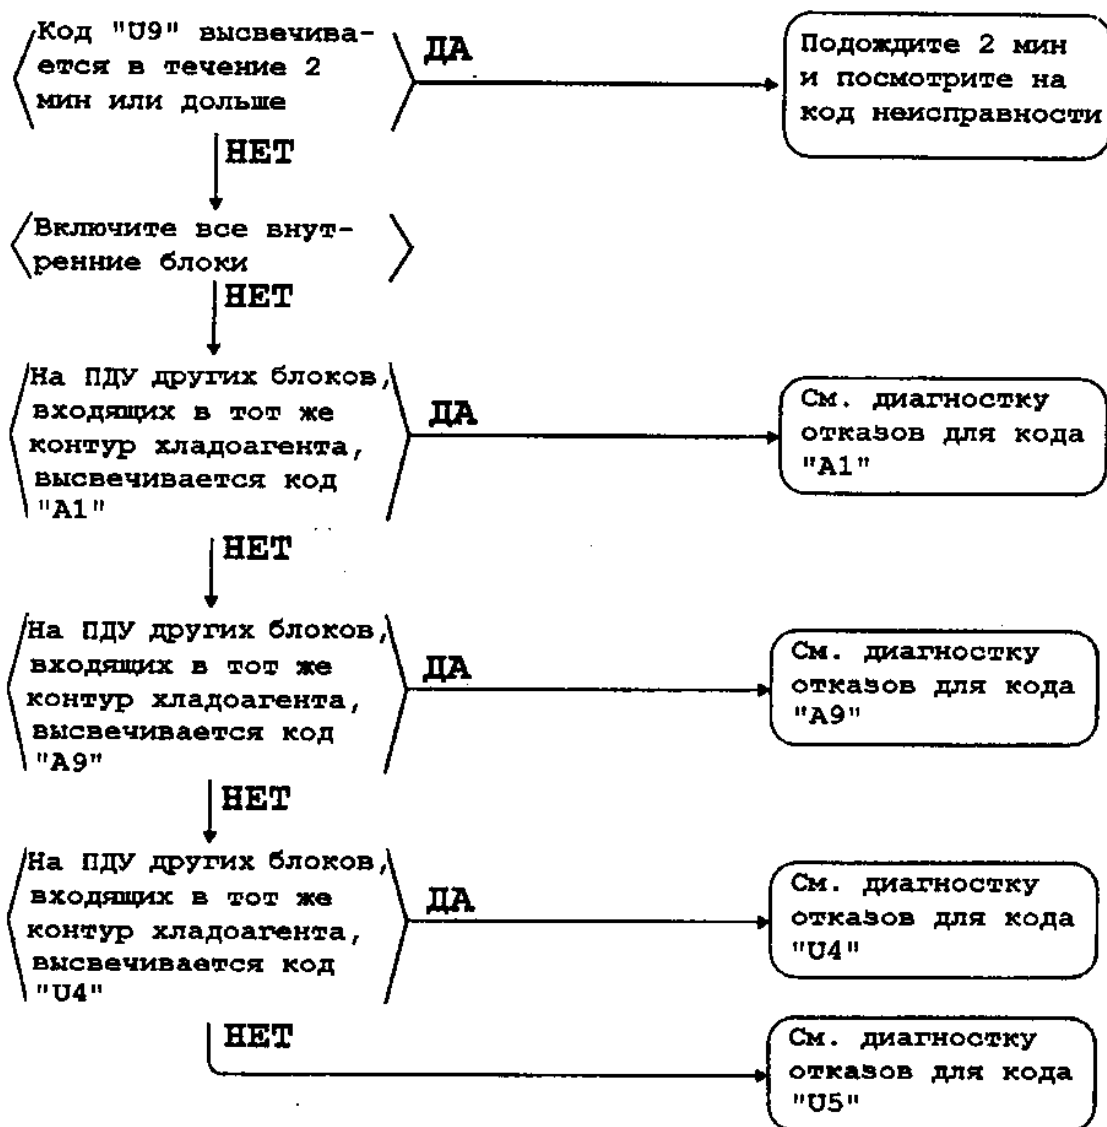 Код "U9" высвечива-
ется в течение 2
мин или дольше
ДА
Подождите 2 мин
и посмотрите на
код неисправности
НЕТ
Включите все внут-
ренние блоки
НЕТ
На ПДУ других блоков,
входящих в тот же
контур хладоагента,
высвечивается код
"A1"
ДА
См. диагностку
отказов для кода
"A1"
НЕТ
На ПДУ других блоков,
входящих в тот же
контур хладоагента,
высвечивается код
"A9"
ДА
См. диагностку
отказов для кода
"A9"
НЕТ
На ПДУ других блоков,
входящих в тот же
контур хладоагента,
высвечивается код
"U4"
ДА
См. диагностку
отказов для кода
"U4"
НЕТ
См. диагностку
отказов для кода
"U5"